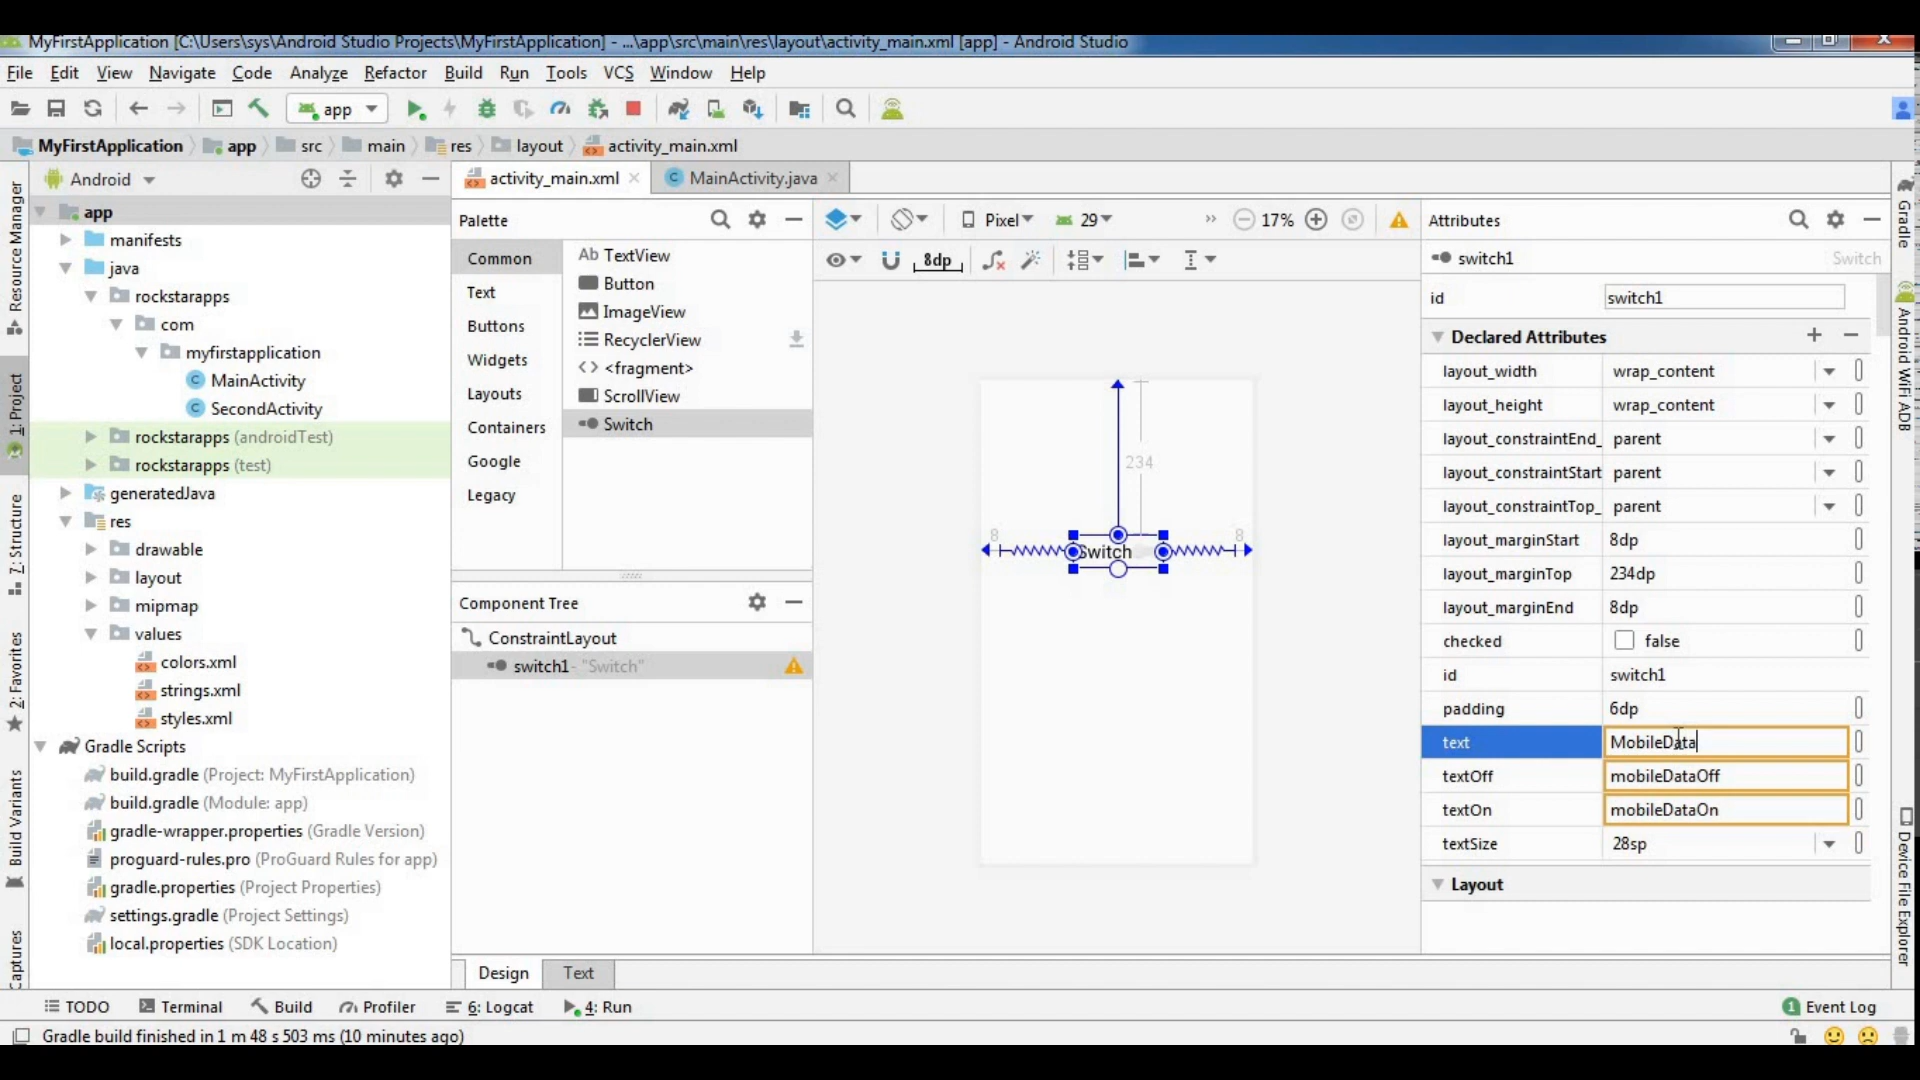 MyFirstApplication [C:\Users\sys\Android Studio Projects\MyFirstApplication] - ...\app\src\main\res\layout\activity_main.xml [app] - Android Studio
File Edit View Navigate Code Analyze Refactor Build Run Tools VCS Window Help
app
MyFirstApplication app src main res layout activity_main.xml
Resource Manager
1: Project
7: Structure
2: Favorites
Build Variants
Captures
Android
app
manifests
java
rockstarapps
com
myfirstapplication
MainActivity
SecondActivity
rockstarapps (androidTest)
rockstarapps (test)
generatedJava
res
drawable
layout
mipmap
values
colors.xml
strings.xml
styles.xml
Gradle Scripts
build.gradle (Project: MyFirstApplication)
build.gradle (Module: app)
gradle-wrapper.properties (Gradle Version)
proguard-rules.pro (ProGuard Rules for app)
gradle.properties (Project Properties)
settings.gradle (Project Settings)
local.properties (SDK Location)
activity_main.xml MainActivity.java
Palette
Common
Text
Buttons
Widgets
Layouts
Containers
Google
Legacy
Ab TextView
Button
ImageView
RecyclerView
<> <fragment>
ScrollView
Switch
Component Tree
ConstraintLayout
switch1 - "Switch"
Pixel 29 >> 17%
8dp
234
8 8
Switch
Design Text
Attributes
switch1 Switch
id switch1
Declared Attributes
layout_width wrap_content
layout_height wrap_content
layout_constraintEnd_ parent
layout_constraintStart parent
layout_constraintTop_ parent
layout_marginStart 8dp
layout_marginTop 234dp
layout_marginEnd 8dp
checked false
id switch1
padding 6dp
text MobileData
textOff mobileDataOff
textOn mobileDataOn
textSize 28sp
Layout
Gradle
Android WiFi ADB
Device File Explorer
TODO Terminal Build Profiler 6: Logcat 4: Run 1 Event Log
Gradle build finished in 1 m 48 s 503 ms (10 minutes ago)